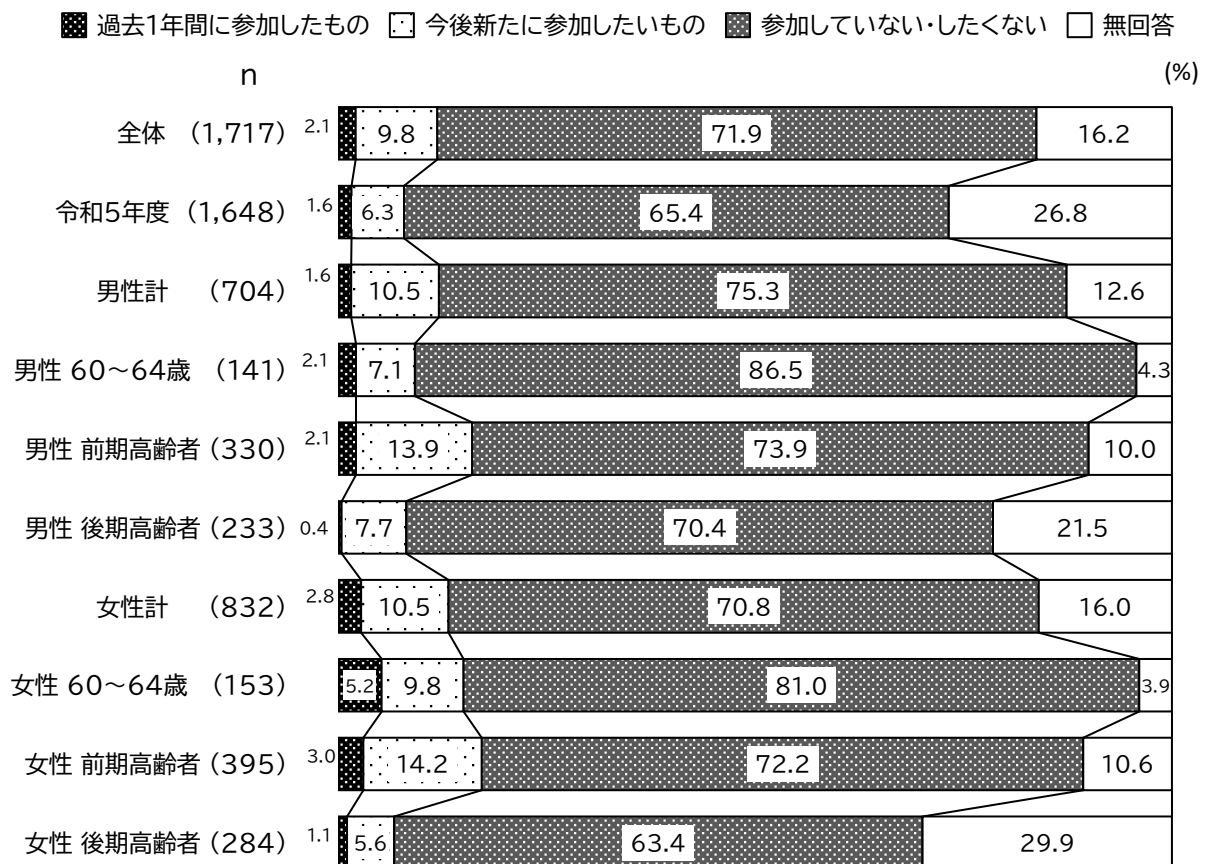 過去1年間に参加したもの 今後新たに参加したいもの 参加していない・したくない 無回答
n (%)
全体 （1,717） 2.1 9.8 71.9 16.2
令和5年度 （1,648） 1.6 6.3 65.4 26.8
男性計 （704） 1.6 10.5 75.3 12.6
男性 60～64歳 （141） 2.1 7.1 86.5 4.3
男性 前期高齢者 （330） 2.1 13.9 73.9 10.0
男性 後期高齢者 （233） 0.4 7.7 70.4 21.5
女性計 （832） 2.8 10.5 70.8 16.0
女性 60～64歳 （153） 5.2 9.8 81.0 3.9
女性 前期高齢者 （395） 3.0 14.2 72.2 10.6
女性 後期高齢者 （284） 1.1 5.6 63.4 29.9